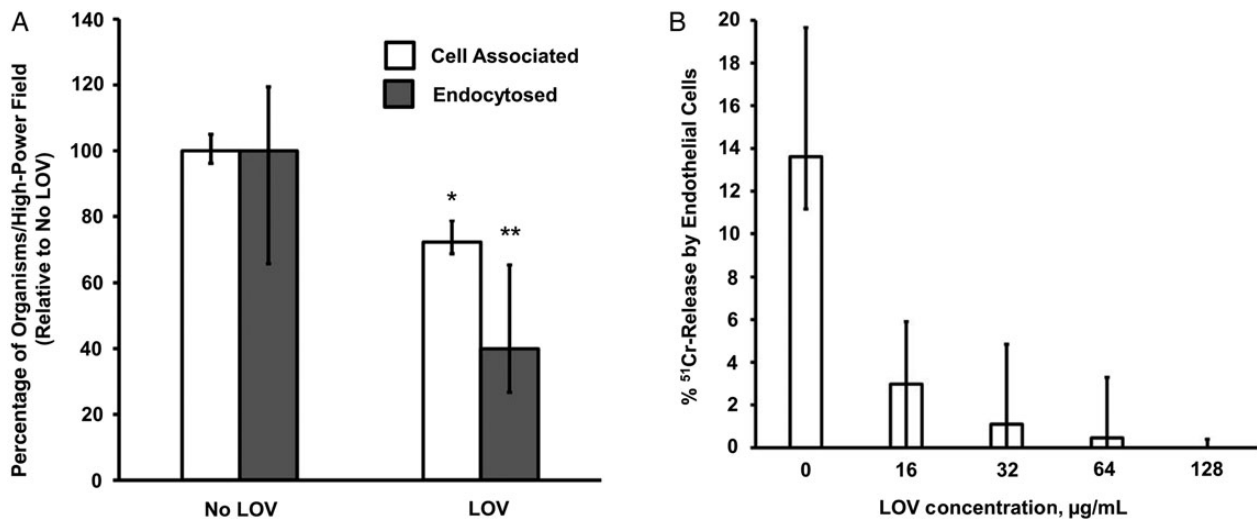 A
Percentage of Organisms/High-Power Field
(Relative to No LOV)
140
120
100
80
60
40
20
0
Cell Associated
Endocytosed
*
**
No LOV
LOV
B
% ⁵¹Cr-Release by Endothelial Cells
20
18
16
14
12
10
8
6
4
2
0
0 16 32 64 128
LOV concentration, µg/mL